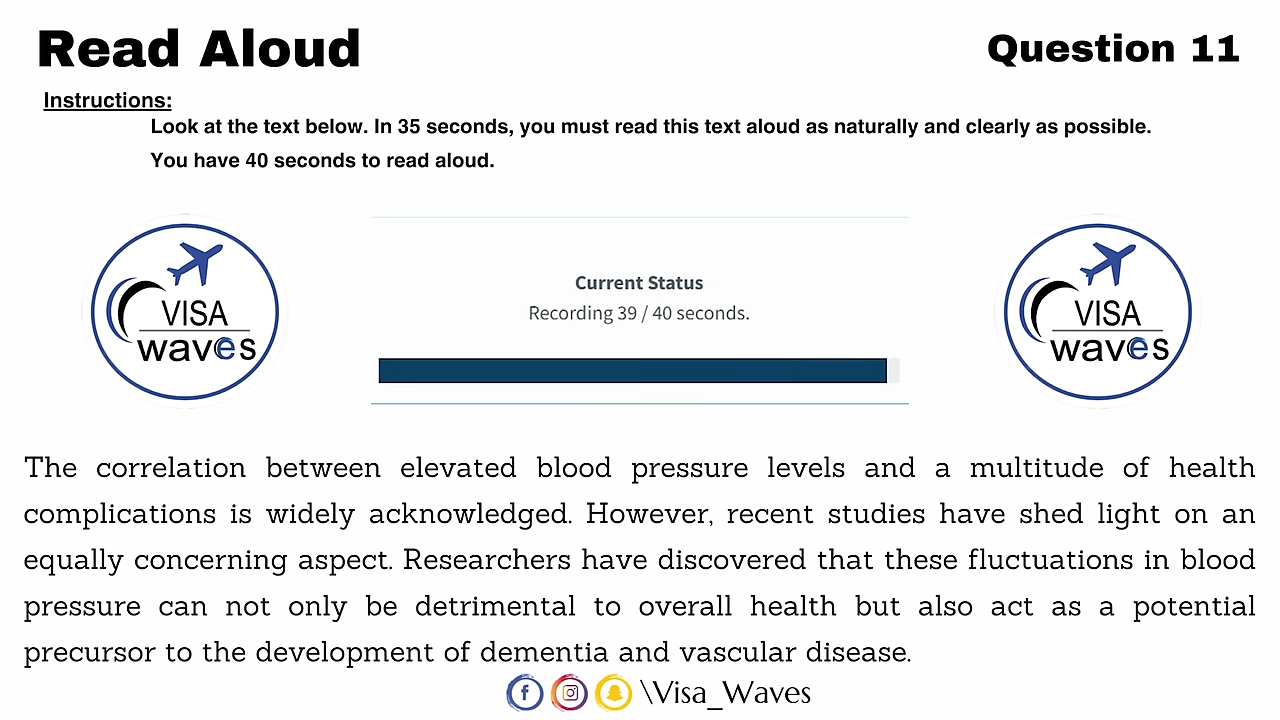 Read Aloud
Question 11
Instructions:
Look at the text below. In 35 seconds, you must read this text aloud as naturally and clearly as possible.
You have 40 seconds to read aloud.
VISA
waves
Current Status
Recording 39 / 40 seconds.
VISA
waves
The correlation between elevated blood pressure levels and a multitude of health
complications is widely acknowledged. However, recent studies have shed light on an
equally concerning aspect. Researchers have discovered that these fluctuations in blood
pressure can not only be detrimental to overall health but also act as a potential
precursor to the development of dementia and vascular disease.
\Visa_Waves